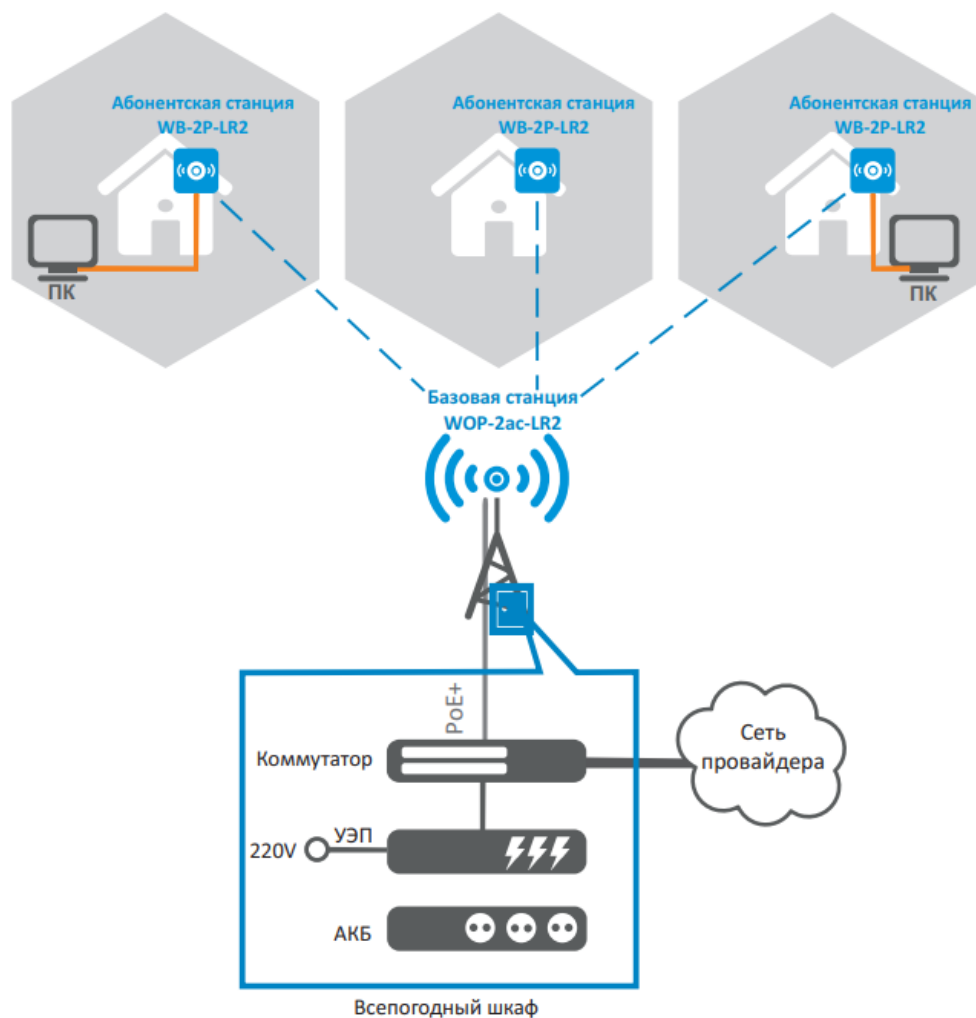 Абонентская станция
WB-2P-LR2
Абонентская станция
WB-2P-LR2
Абонентская станция
WB-2P-LR2
ПК
ПК
Базовая станция
WOP-2ac-LR2
PoE+
Коммутатор
Сеть
провайдера
УЭП
220V
АКБ
Всепогодный шкаф